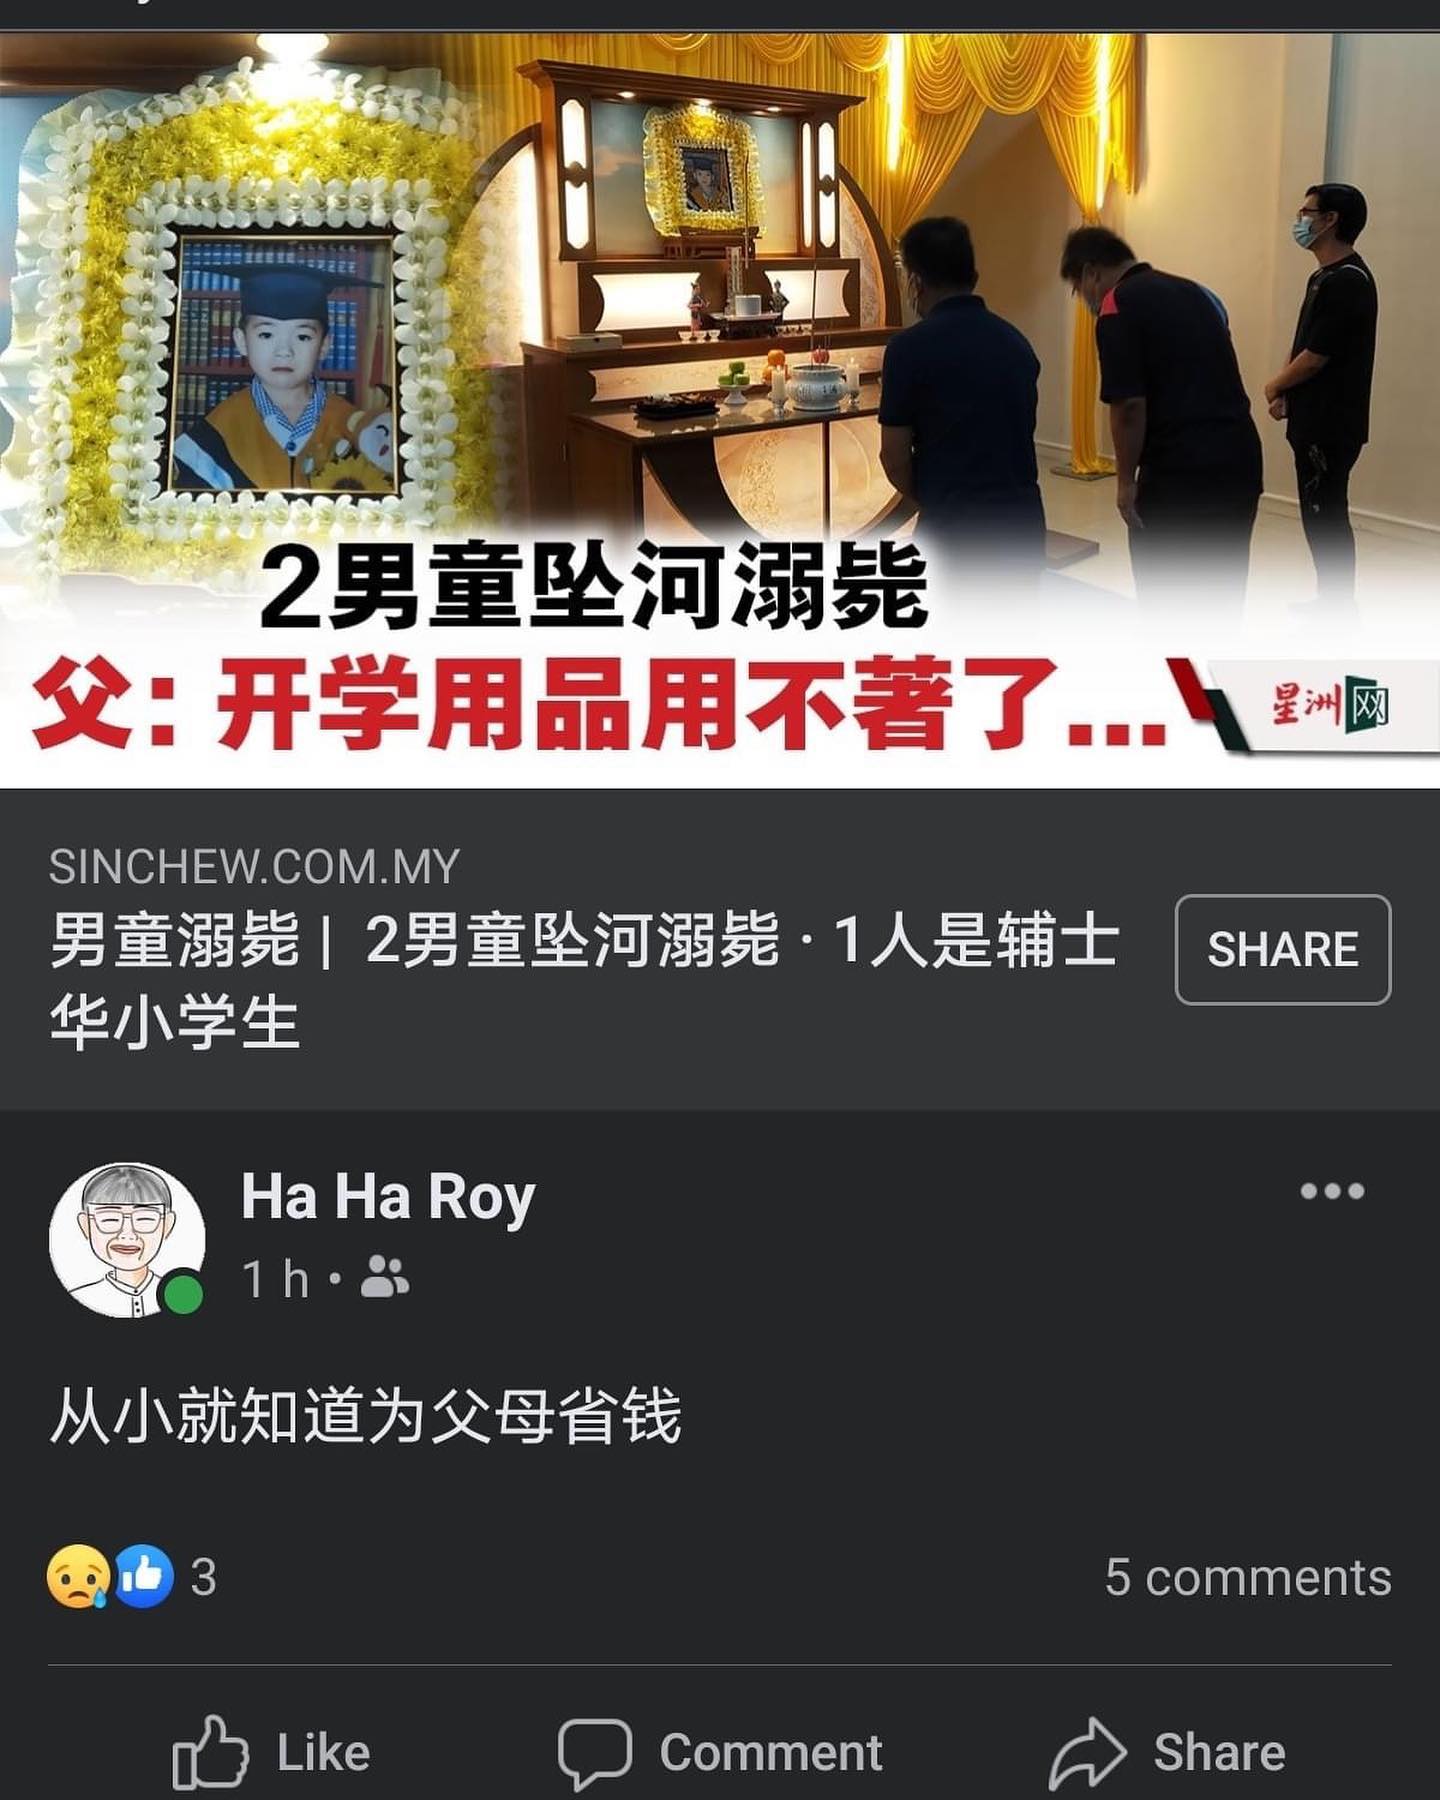 2男童坠河溺毙
父：开学用品用不著了...
星洲网
SINCHEW.COM.MY
男童溺毙 | 2男童坠河溺毙 · 1人是辅士
华小学生
SHARE
Ha Ha Roy
1 h •
从小就知道为父母省钱
3
5 comments
Like
Comment
Share